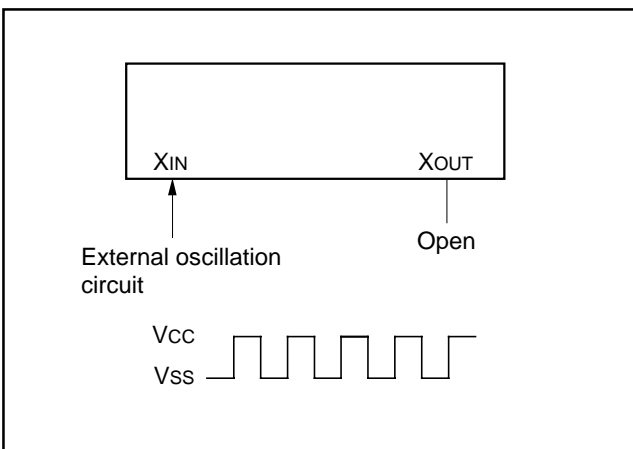 XIN XOUT
External oscillation
circuit
Open
VCC
VSS